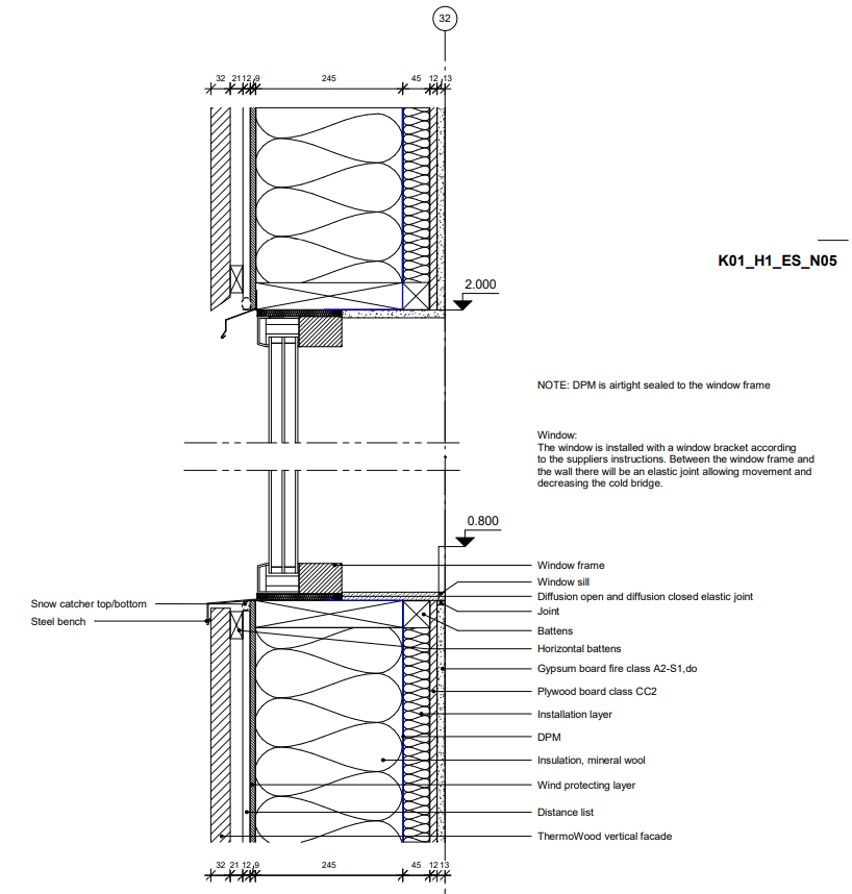 32
32 21 12 9 245 45 12 13
K01_H1_ES_N05
2.000
NOTE: DPM is airtight sealed to the window frame
Window:
The window is installed with a window bracket according
to the suppliers instructions. Between the window frame and
the wall there will be an elastic joint allowing movement and
decreasing the cold bridge.
0.800
Window frame
Window sill
Diffusion open and diffusion closed elastic joint
Snow catcher top/bottom
Joint
Steel bench
Battens
Horizontal battens
Gypsum board fire class A2-S1,do
Plywood board class CC2
Installation layer
DPM
Insulation, mineral wool
Wind protecting layer
Distance list
ThermoWood vertical facade
32 21 12 9 245 45 12 13